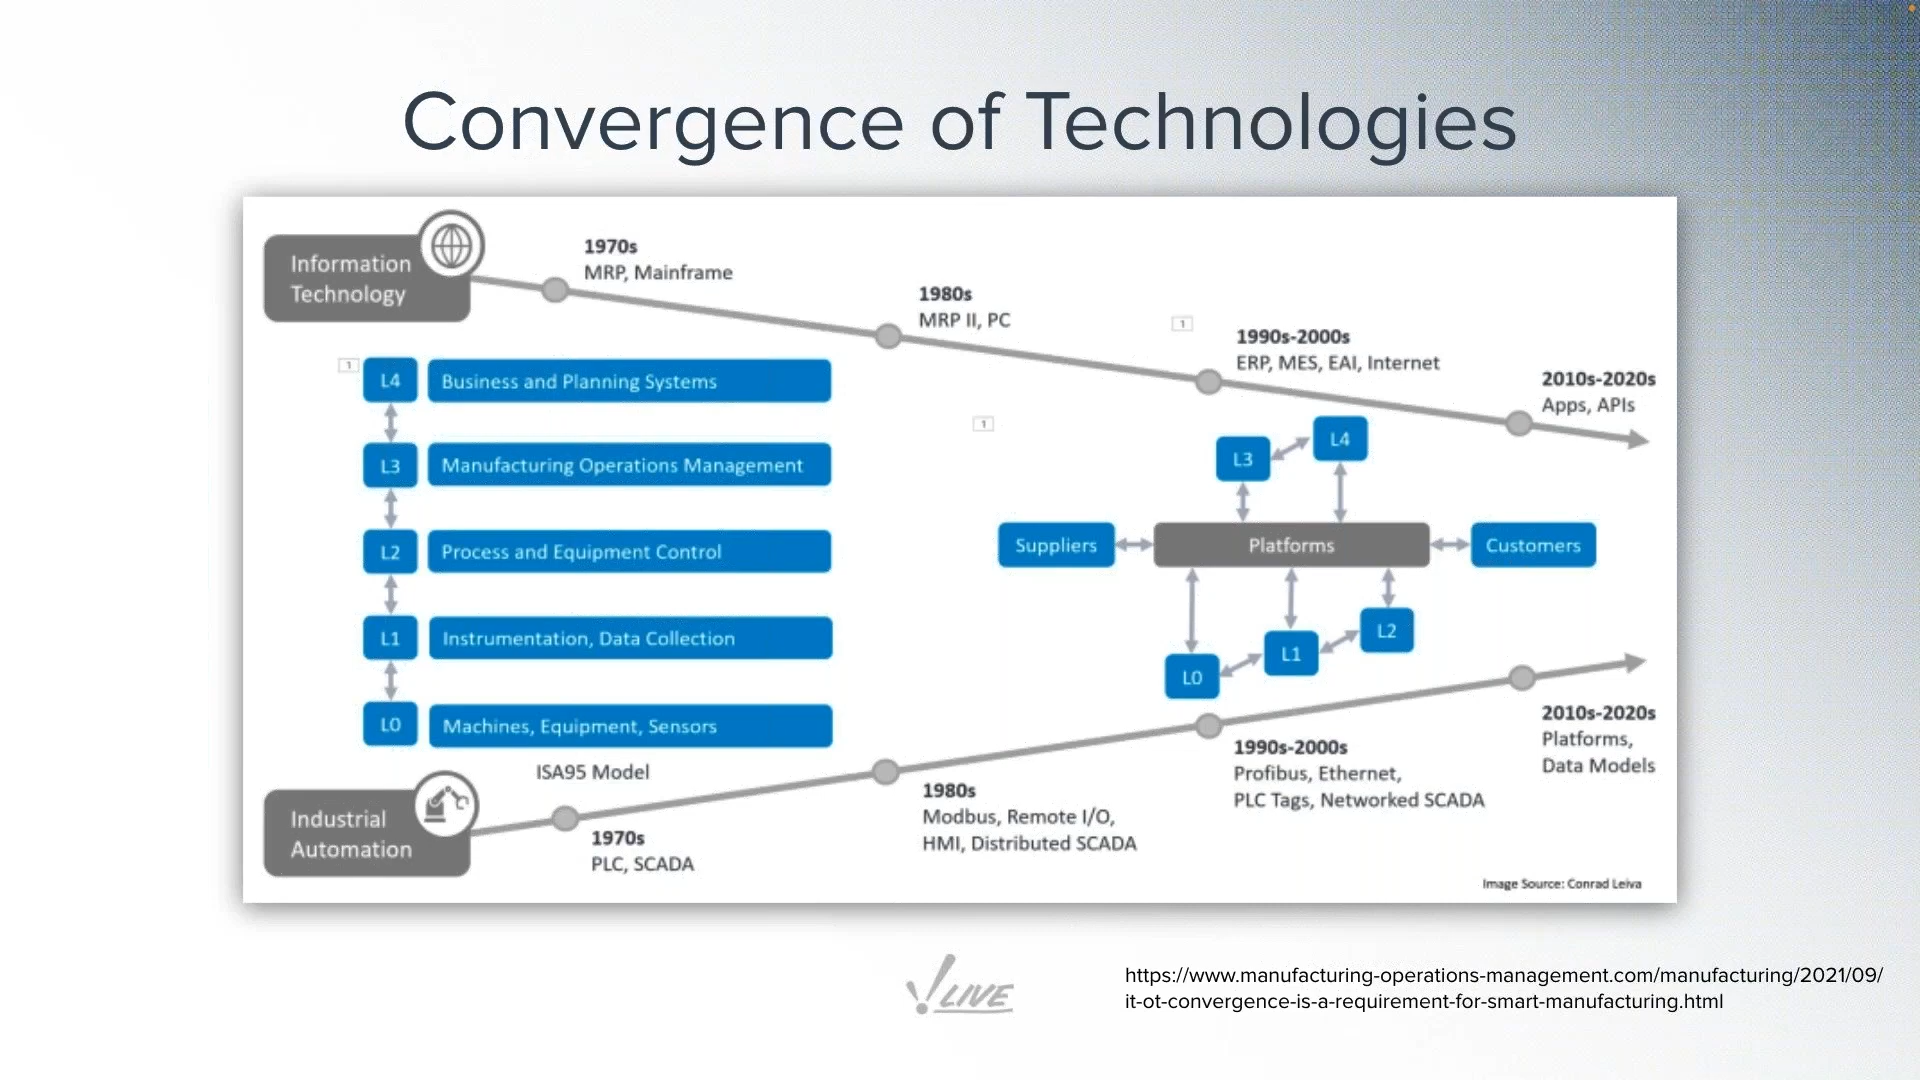 Convergence of Technologies
Information
Technology
1970s
MRP, Mainframe
1980s
MRP II, PC
1
1990s-2000s
ERP, MES, EAI, Internet
2010s-2020s
Apps, APIs
1
L4
Business and Planning Systems
L3
Manufacturing Operations Management
L2
Process and Equipment Control
L1
Instrumentation, Data Collection
L0
Machines, Equipment, Sensors
ISA95 Model
1
L3
L4
Suppliers
Platforms
Customers
L0
L1
L2
Industrial
Automation
1970s
PLC, SCADA
1980s
Modbus, Remote I/O,
HMI, Distributed SCADA
1990s-2000s
Profibus, Ethernet,
PLC Tags, Networked SCADA
2010s-2020s
Platforms,
Data Models
Image Source: Conrad Leiva
LIVE
https://www.manufacturing-operations-management.com/manufacturing/2021/09/
it-ot-convergence-is-a-requirement-for-smart-manufacturing.html